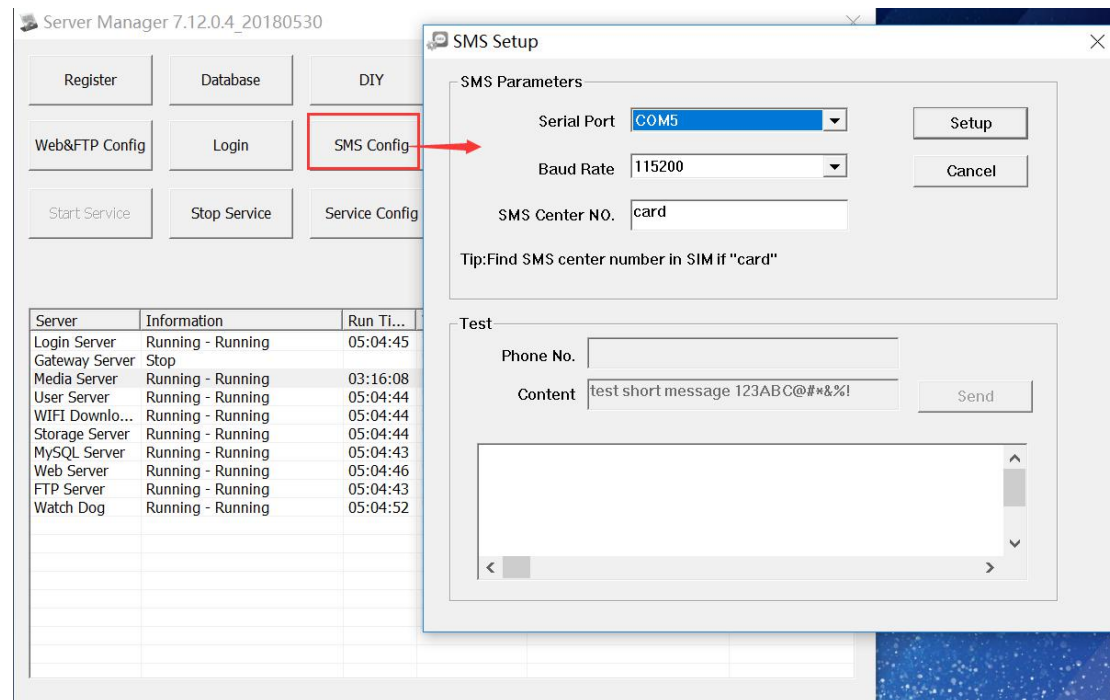 Server Manager 7.12.0.4_20180530
Register
Database
DIY
Web&FTP Config
Login
SMS Config
Start Service
Stop Service
Service Config
Server Information Run Ti...
Login Server Running - Running 05:04:45
Gateway Server Stop
Media Server Running - Running 03:16:08
User Server Running - Running 05:04:44
WIFI Downlo... Running - Running 05:04:44
Storage Server Running - Running 05:04:44
MySQL Server Running - Running 05:04:43
Web Server Running - Running 05:04:46
FTP Server Running - Running 05:04:43
Watch Dog Running - Running 05:04:52
SMS Setup
SMS Parameters
Serial Port COM5
Setup
Baud Rate 115200
Cancel
SMS Center NO. card
Tip:Find SMS center number in SIM if "card"
Test
Phone No.
Content test short message 123ABC@#*&%!
Send